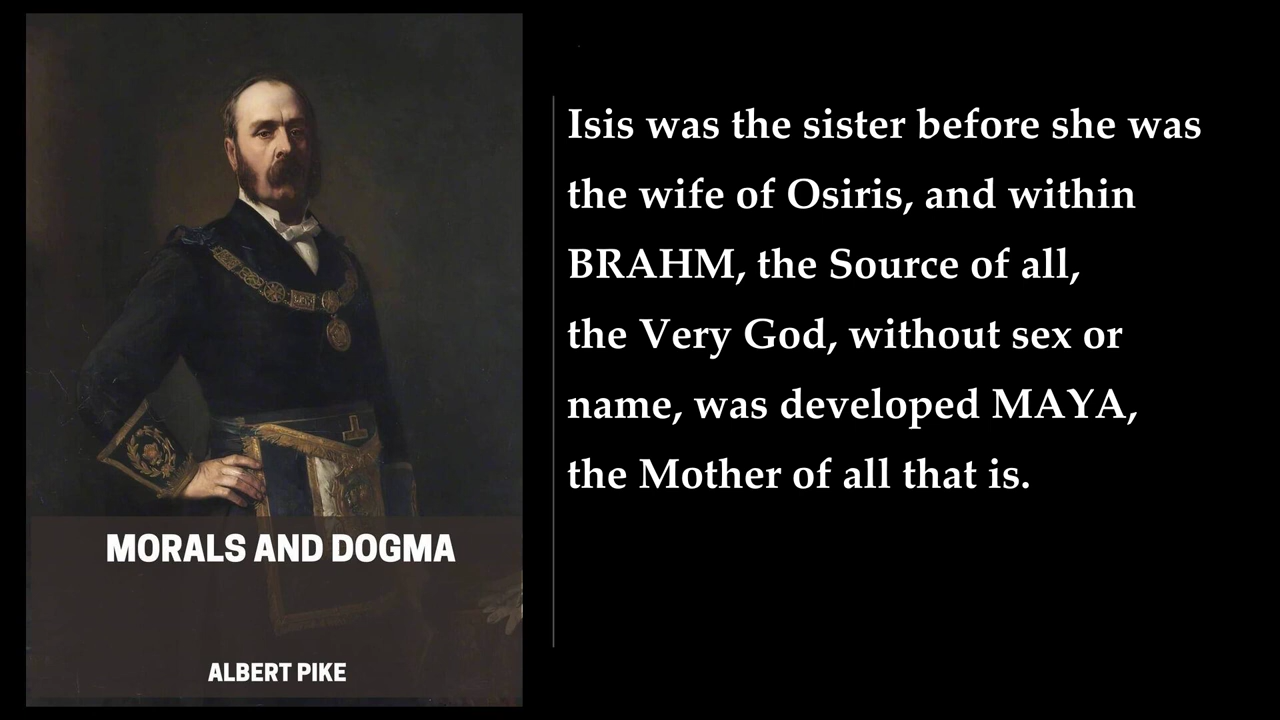 MORALS AND DOGMA
ALBERT PIKE
Isis was the sister before she was
the wife of Osiris, and within
BRAHM, the Source of all,
the Very God, without sex or
name, was developed MAYA,
the Mother of all that is.